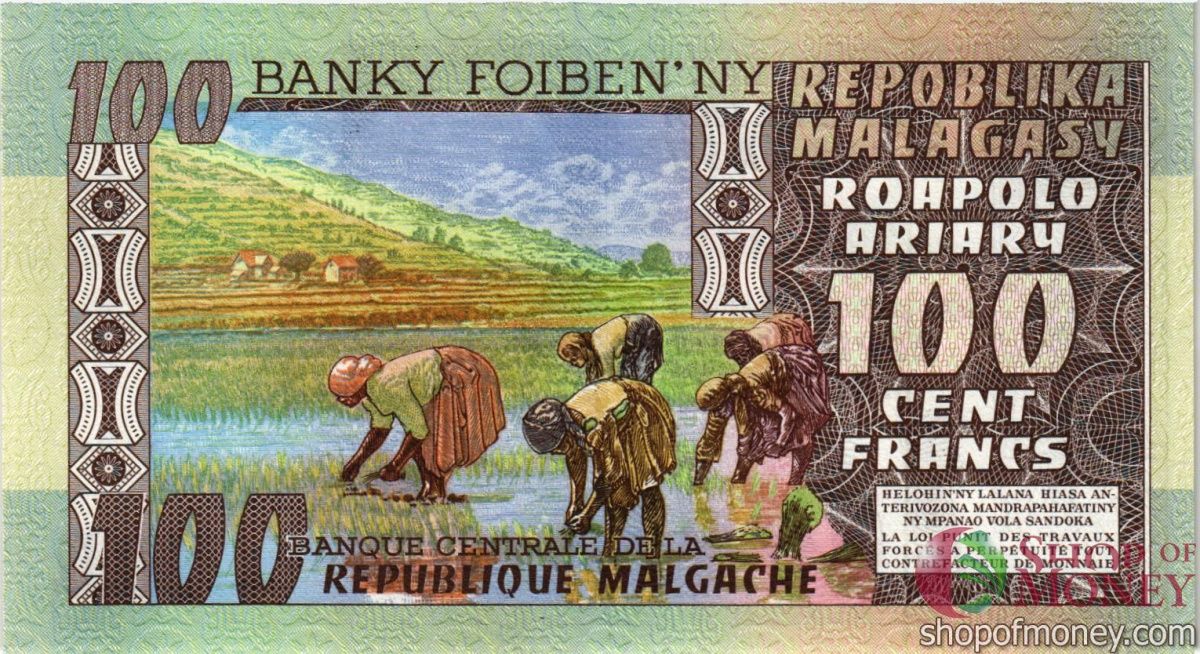 100
BANKY FOIBEN'NY
REPOBLIKA
MALAGASY
ROAPOLO
ARIARY
100
CENT
FRANCS
HELOHIN'NY LALANA HIASA AN-
TERIVOZONA MANDRAPAHAFATINY
NY MPANAO VOLA SANDOKA
LA LOI PUNIT DES TRAVAUX
FORCÉS A PERPÉTUITÉ TOUT
CONTREFACTEUR DE MONNAIE
100
BANQUE CENTRALE DE LA
REPUBLIQUE MALGACHE
SHOP OF
MONEY
shopofmoney.com